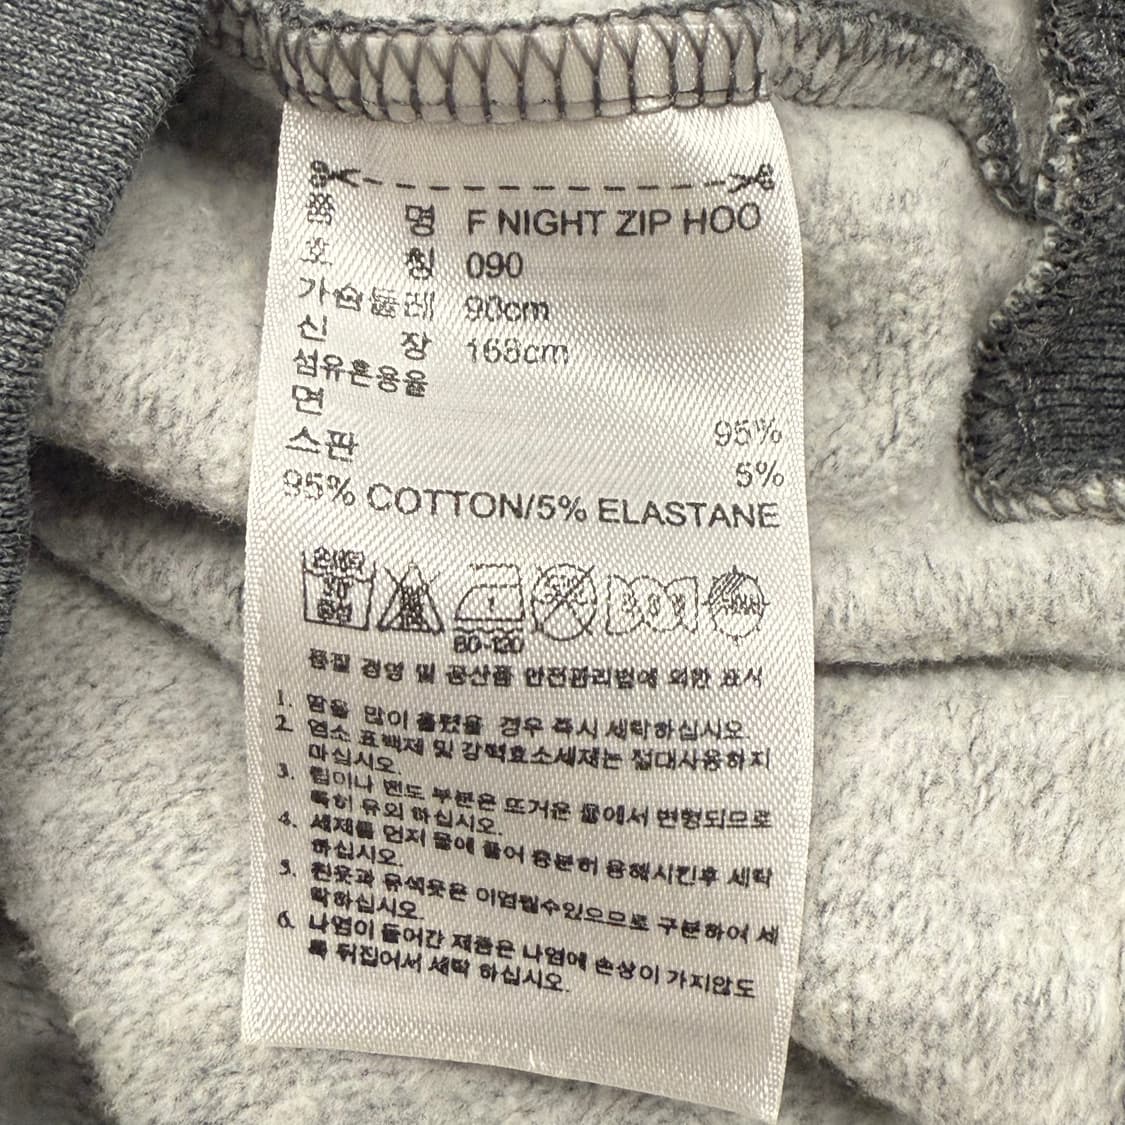 품 명 F NIGHT ZIP HOO
호 칭 090
가슴둘레 90cm
신 장 168cm
섬유혼용율
면 95%
스판 5%
95% COTTON/5% ELASTANE
손세탁
80-120
품질 경영 및 공산품 안전관리법에 의한 표시
1. 땀을 많이 흘렸을 경우 즉시 세탁하십시오.
2. 염소 표백제 및 강력효소세제는 절대사용하지
마십시오.
3. 립이나 밴드 부분은 뜨거운 물에서 변형되므로
특히 유의 하십시오.
4. 세제를 먼저 물에 풀어 충분히 용해시킨후 세탁
하십시오.
5. 흰옷과 유색옷은 이염될수있으므로 구분하여 세
탁하십시오.
6. 나염이 들어간 제품은 나염에 손상이 가지않도
록 뒤집어서 세탁 하십시오.